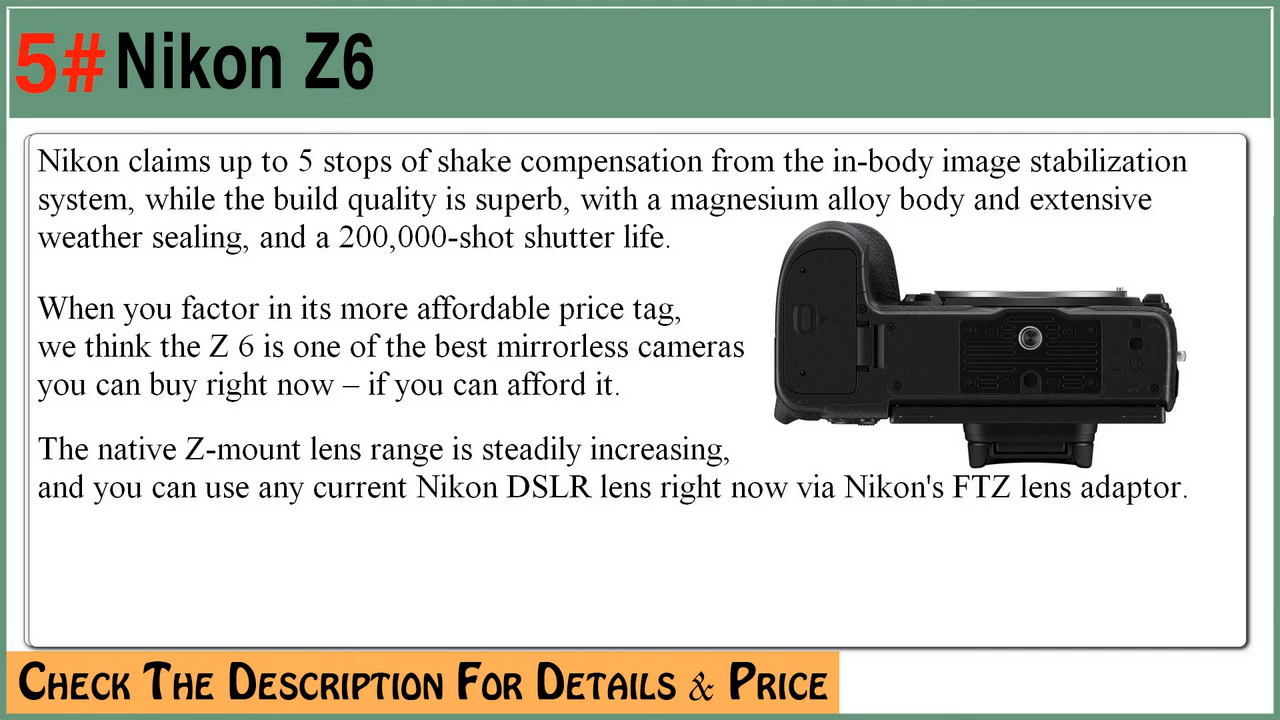 5# Nikon Z6
Nikon claims up to 5 stops of shake compensation from the in-body image stabilization
system, while the build quality is superb, with a magnesium alloy body and extensive
weather sealing, and a 200,000-shot shutter life.
When you factor in its more affordable price tag,
we think the Z 6 is one of the best mirrorless cameras
you can buy right now – if you can afford it.
The native Z-mount lens range is steadily increasing,
and you can use any current Nikon DSLR lens right now via Nikon's FTZ lens adaptor.
Check The Description For Details & Price